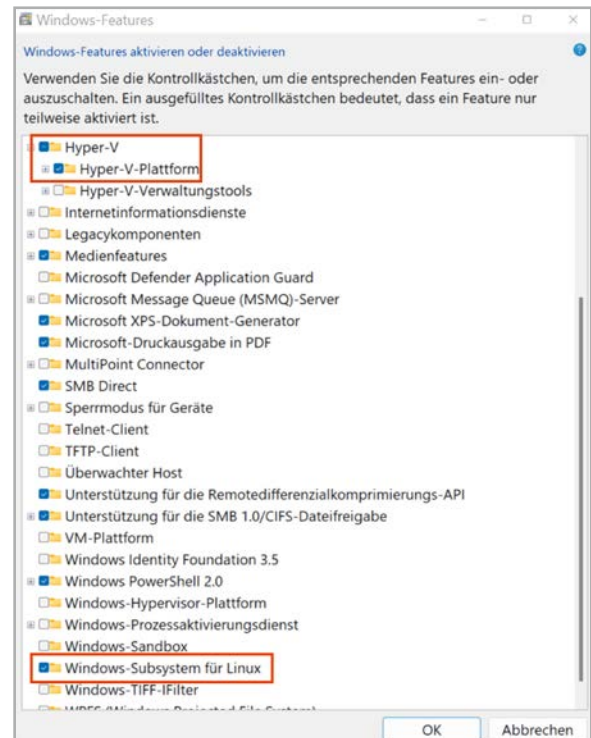 Windows-Features
Windows-Features aktivieren oder deaktivieren
Verwenden Sie die Kontrollkästchen, um die entsprechenden Features ein- oder
auszuschalten. Ein ausgefülltes Kontrollkästchen bedeutet, dass ein Feature nur
teilweise aktiviert ist.
Hyper-V
Hyper-V-Plattform
Hyper-V-Verwaltungstools
Internetinformationsdienste
Legacykomponenten
Medienfeatures
Microsoft Defender Application Guard
Microsoft Message Queue (MSMQ)-Server
Microsoft XPS-Dokument-Generator
Microsoft-Druckausgabe in PDF
MultiPoint Connector
SMB Direct
Sperrmodus für Geräte
Telnet-Client
TFTP-Client
Überwachter Host
Unterstützung für die Remotedifferenzialkomprimierungs-API
Unterstützung für die SMB 1.0/CIFS-Dateifreigabe
VM-Plattform
Windows Identity Foundation 3.5
Windows PowerShell 2.0
Windows-Hypervisor-Plattform
Windows-Prozessaktivierungsdienst
Windows-Sandbox
Windows-Subsystem für Linux
Windows-TIFF-IFilter
OK Abbrechen